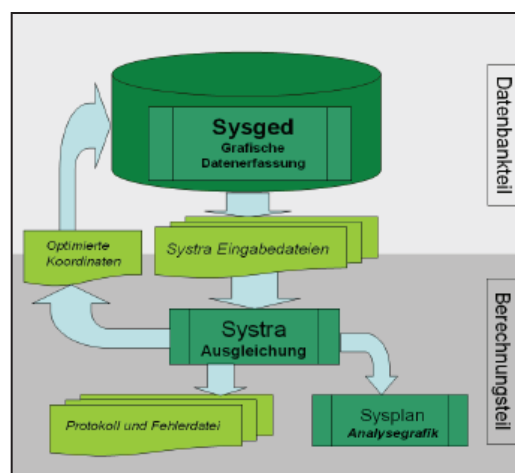 Sysged
Grafische
Datenerfassung
Datenbankteil
Optimierte
Koordinaten
Systra Eingabedateien
Systra
Ausgleichung
Berechnungsteil
Protokoll und Fehlerdatei
Sysplan
Analysegrafik